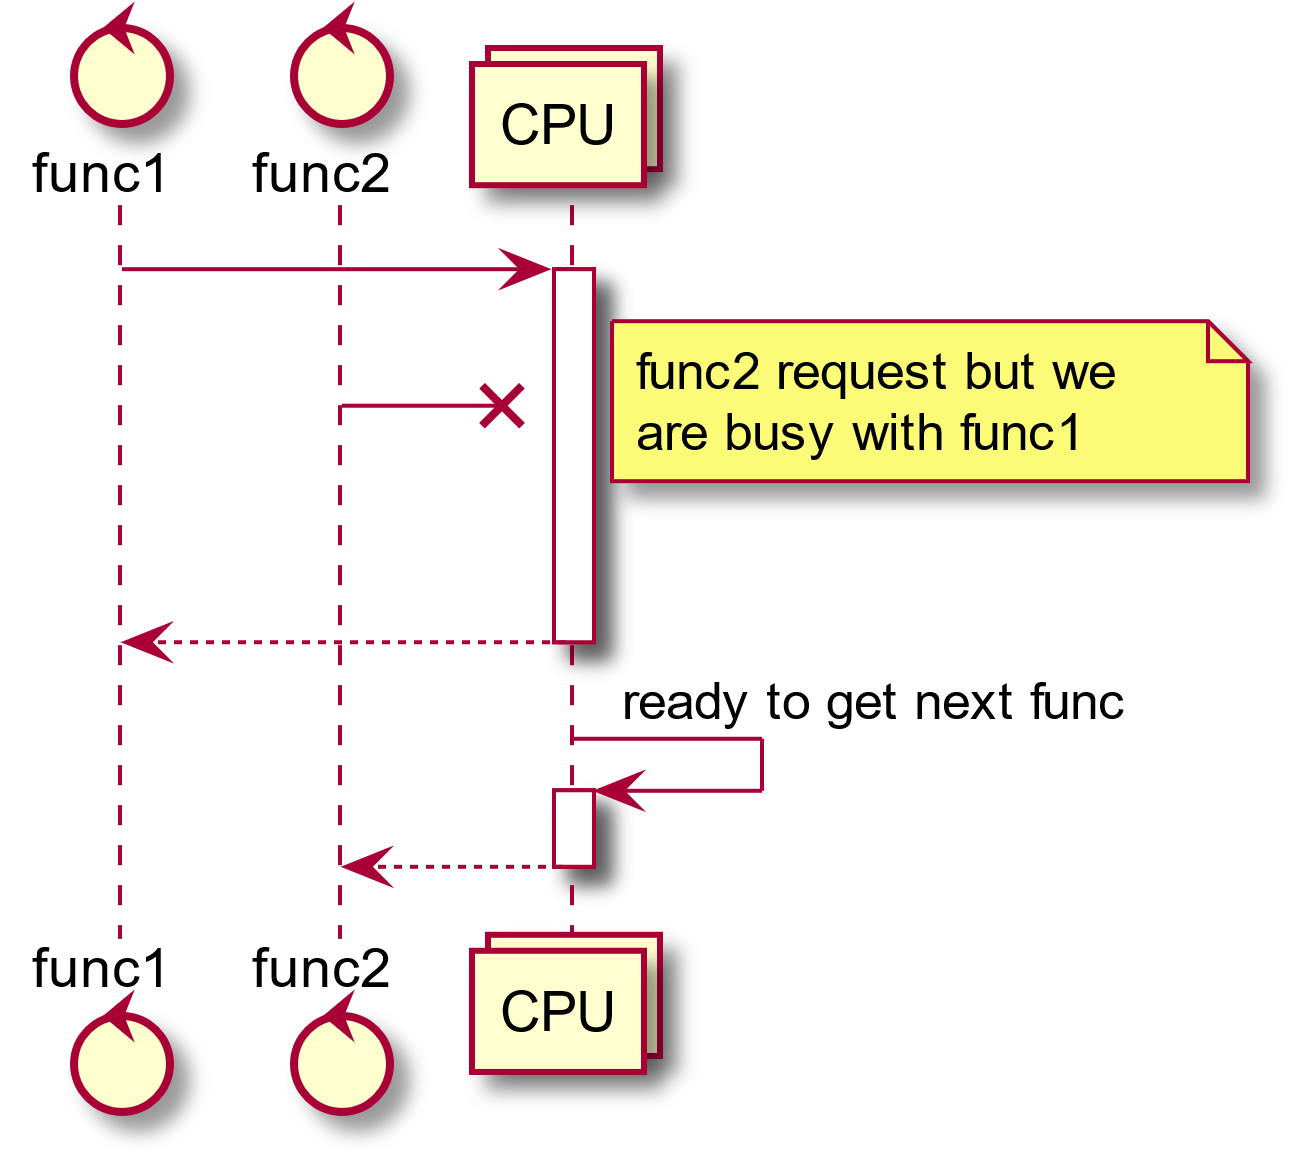 func1
func2
CPU
func2 request but we
are busy with func1
ready to get next func
func1
func2
CPU